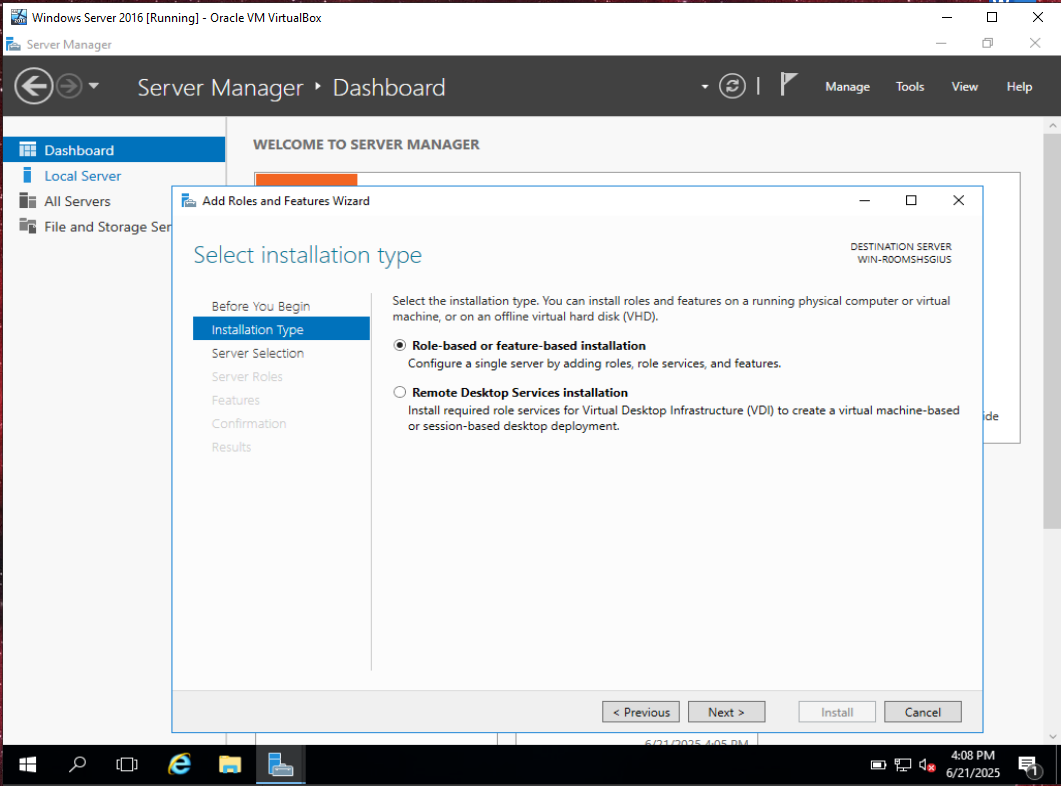 Windows Server 2016 [Running] - Oracle VM VirtualBox
Server Manager
Server Manager ‣ Dashboard
Manage Tools View Help
Dashboard
Local Server
All Servers
File and Storage Ser
WELCOME TO SERVER MANAGER
Add Roles and Features Wizard
Select installation type
DESTINATION SERVER
WIN-R0OMSHSGIUS
Before You Begin
Installation Type
Server Selection
Server Roles
Features
Confirmation
Results
Select the installation type. You can install roles and features on a running physical computer or virtual
machine, or on an offline virtual hard disk (VHD).
Role-based or feature-based installation
Configure a single server by adding roles, role services, and features.
Remote Desktop Services installation
Install required role services for Virtual Desktop Infrastructure (VDI) to create a virtual machine-based
or session-based desktop deployment.
ide
< Previous
Next >
Install
Cancel
6/21/2025 4:05 PM
4:08 PM
6/21/2025
1